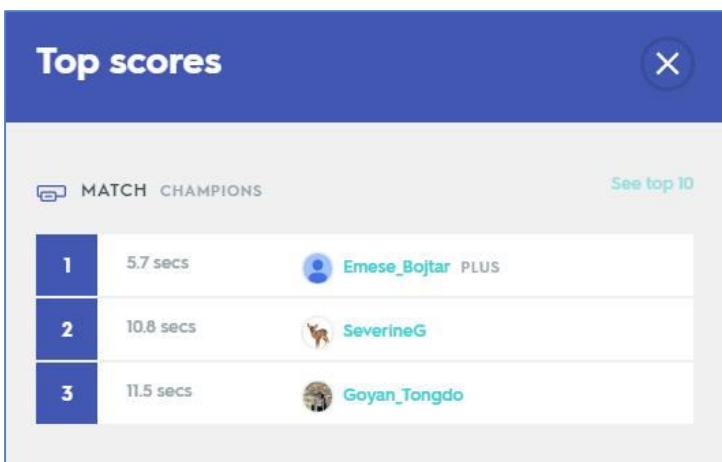 Top scores
MATCH CHAMPIONS See top 10
1 5.7 secs Emese_Bojtar PLUS
2 10.8 secs SeverineG
3 11.5 secs Goyan_Tongdo